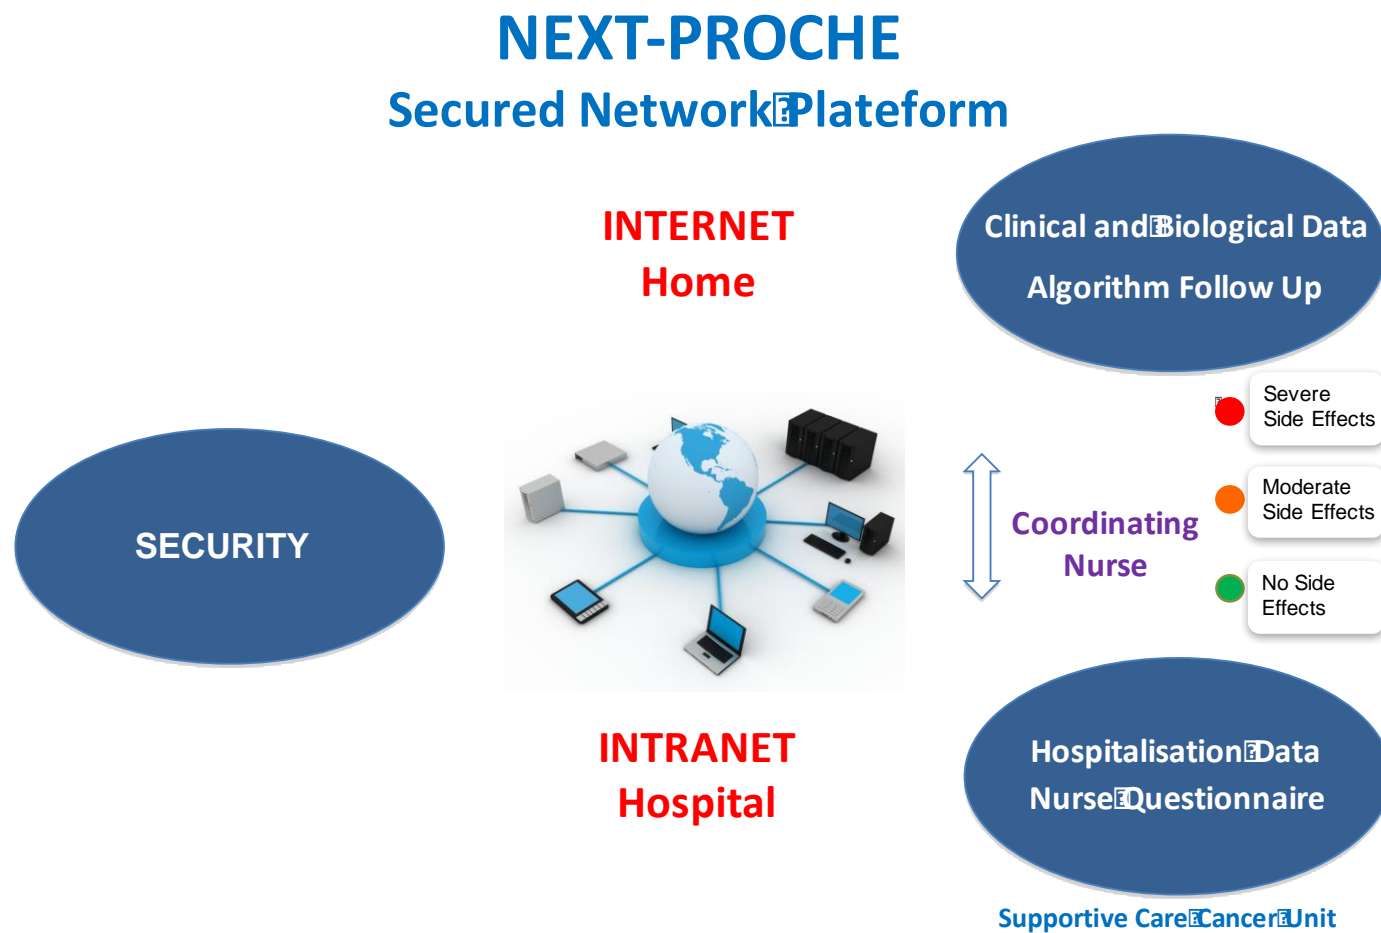 NEXT-PROCHE
Secured Network Plateform
INTERNET
Home
Clinical and Biological Data
Algorithm Follow Up
Severe
Side Effects
Moderate
Side Effects
Coordinating
Nurse
No Side
Effects
SECURITY
INTRANET
Hospital
Hospitalisation Data
Nurse Questionnaire
Supportive Care Cancer Unit